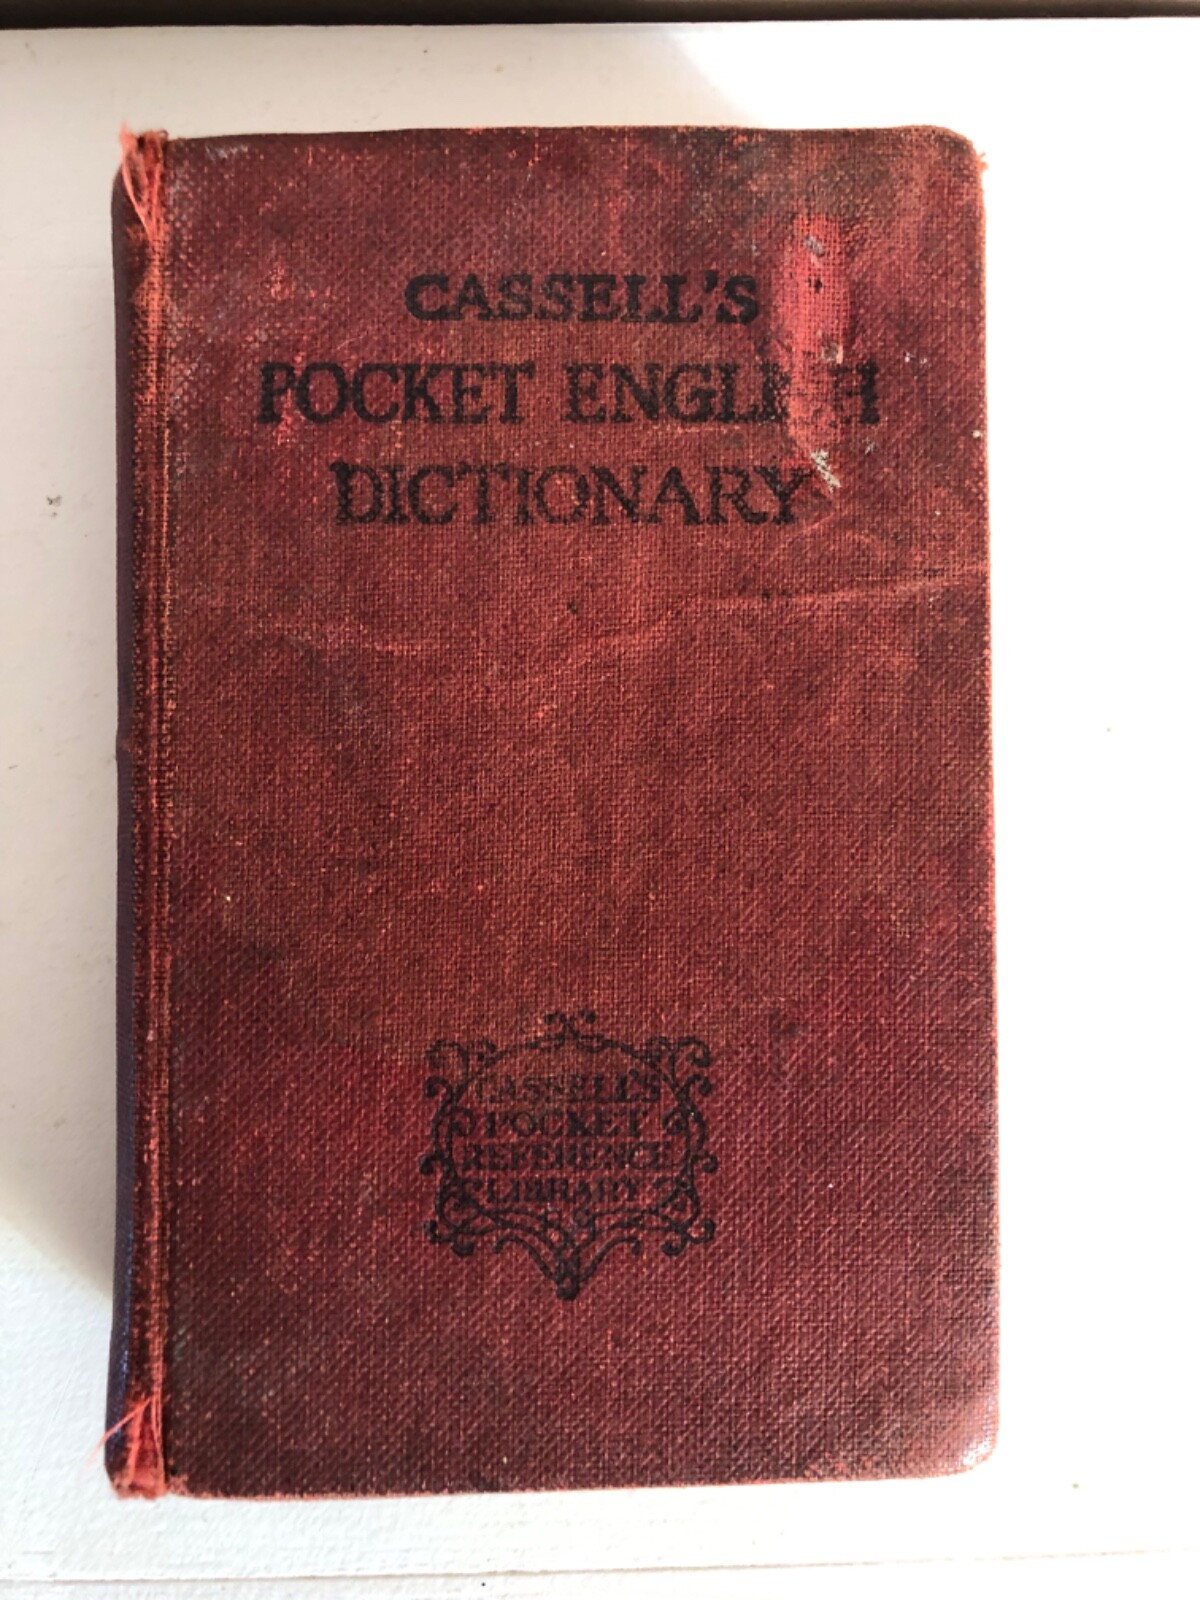 CASSELL'S
POCKET ENGLISH
DICTIONARY
CASSELL'S
POCKET
REFERENCE
LIBRARY